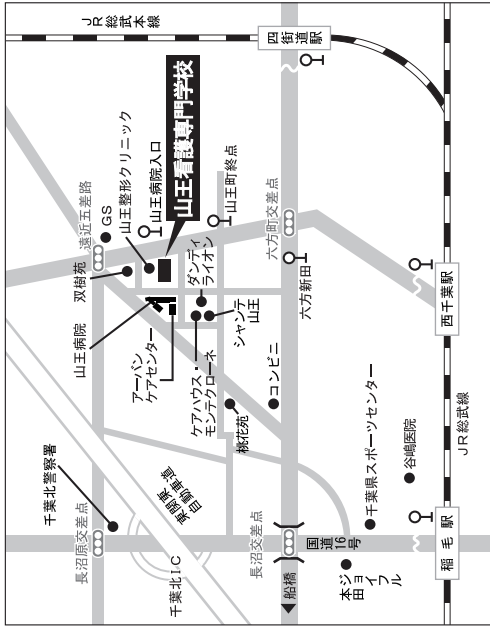 JR総武本線
四街道駅
遠近五差路
GS
山王整形クリニック
山王病院入口
山王看護専門学校
山王町終点
六方町交差点
双樹苑
山王病院
アーバン
ケアセンター
ダンディ
ライオン
シャンテ
山王
ケアハウス・
モンテクローネ
六方新田
西千葉駅
桃花苑
コンビニ
千葉北警察署
長沼原交差点
東関東
自動車道
千葉北I.C
長沼交差点
国道
16号
船橋
千葉県スポーツセンター
谷嶋医院
JR総武線
稲毛駅
ジョイフル
本田